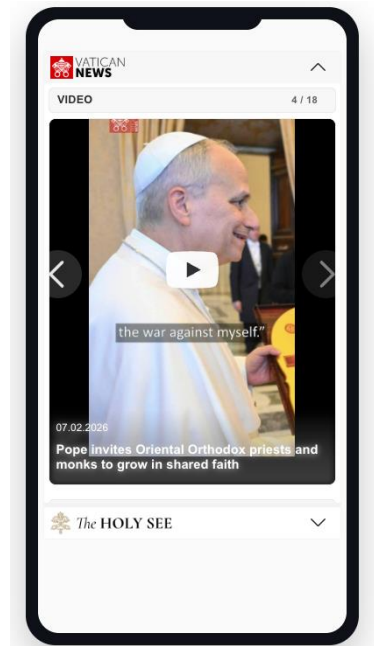 VATICAN
NEWS
VIDEO 4 / 18
the war against myself."
07.02.2026
Pope invites Oriental Orthodox priests and
monks to grow in shared faith
The HOLY SEE